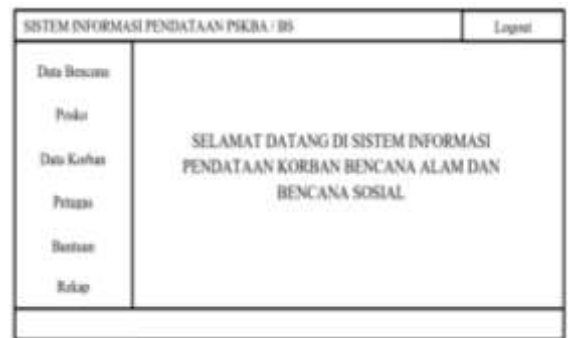 SISTEM INFORMASI PENDATAAN PSKBA / BS
Logout
Data Bencana
Posko
Data Korban
Petugas
Bantuan
Rekap
SELAMAT DATANG DI SISTEM INFORMASI
PENDATAAN KORBAN BENCANA ALAM DAN
BENCANA SOSIAL